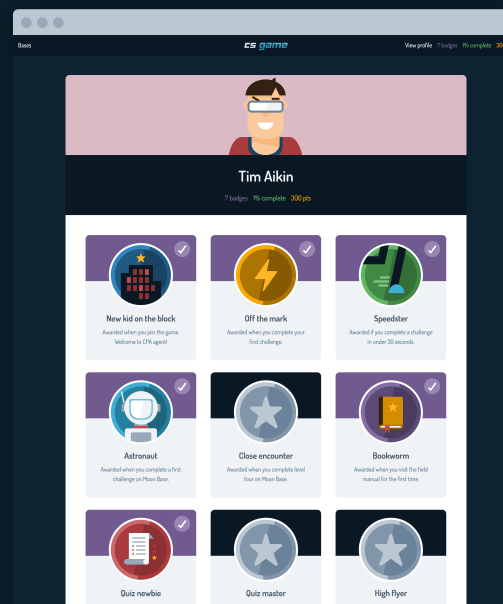 Bases
cs game
View profile 7 badges 1% complete
Tim Aikin
7 badges 1% complete 300 pts
New kid on the block
Awarded when you join the game.
Welcome to CPA agent!
Off the mark
Awarded when you complete your
first challenge.
Speedster
Awarded if you complete a challenge
in under 30 seconds.
Astronaut
Awarded when you complete a first
challenge on Moon Base.
Close encounter
Awarded when you complete level
four on Moon Base.
Bookworm
Awarded when you visit the field
manual for the first time.
Quiz newbie
Quiz master
High flyer